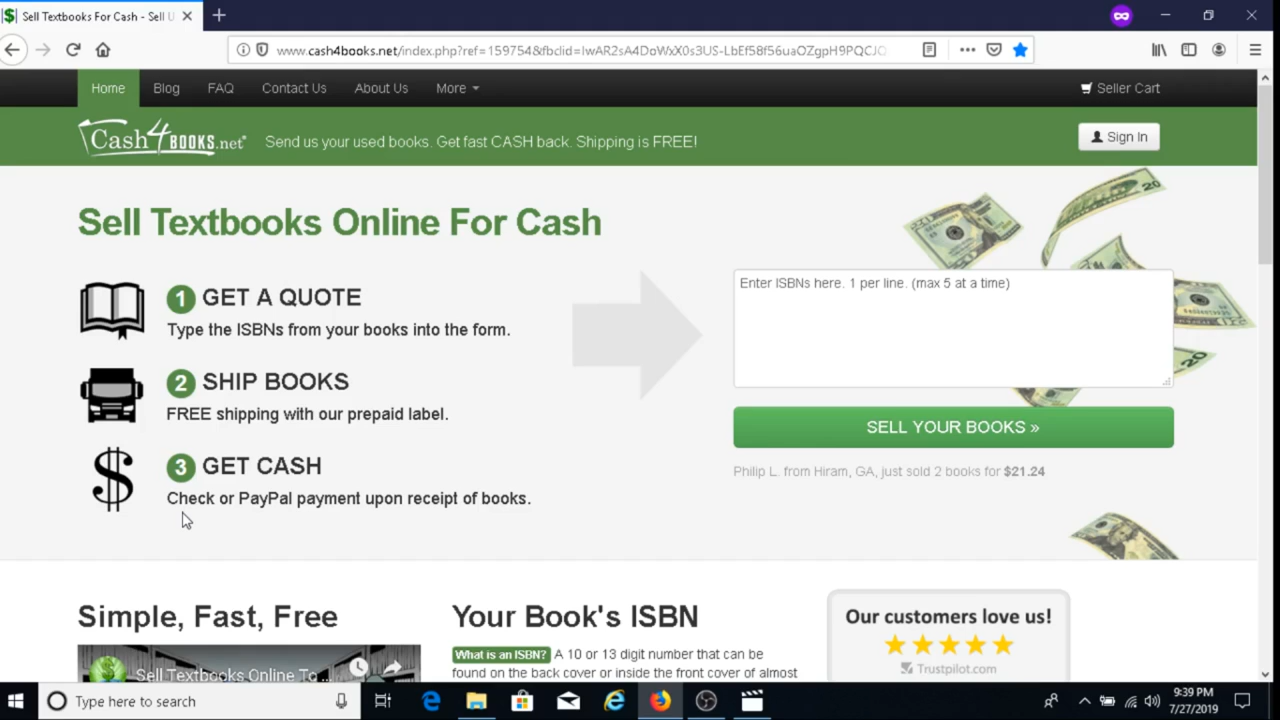 Sell Textbooks For Cash - Sell U
www.cash4books.net/index.php?ref=159754&fbclid=IwAR2sA4DoWxX0s3US-LbEf58f56uaOZgpH9PQCJO
Home Blog FAQ Contact Us About Us More Seller Cart
Cash4BOOKS.net® Send us your used books. Get fast CASH back. Shipping is FREE! Sign In
Sell Textbooks Online For Cash
1 GET A QUOTE
Type the ISBNs from your books into the form.
2 SHIP BOOKS
FREE shipping with our prepaid label.
3 GET CASH
Check or PayPal payment upon receipt of books.
Enter ISBNs here. 1 per line. (max 5 at a time)
SELL YOUR BOOKS »
Philip L. from Hiram, GA, just sold 2 books for $21.24
Simple, Fast, Free
Sell Textbooks Online To ...
Your Book's ISBN
What is an ISBN? A 10 or 13 digit number that can be
found on the back cover or inside the front cover of almost
Our customers love us!
Trustpilot.com
Type here to search
9:39 PM
7/27/2019